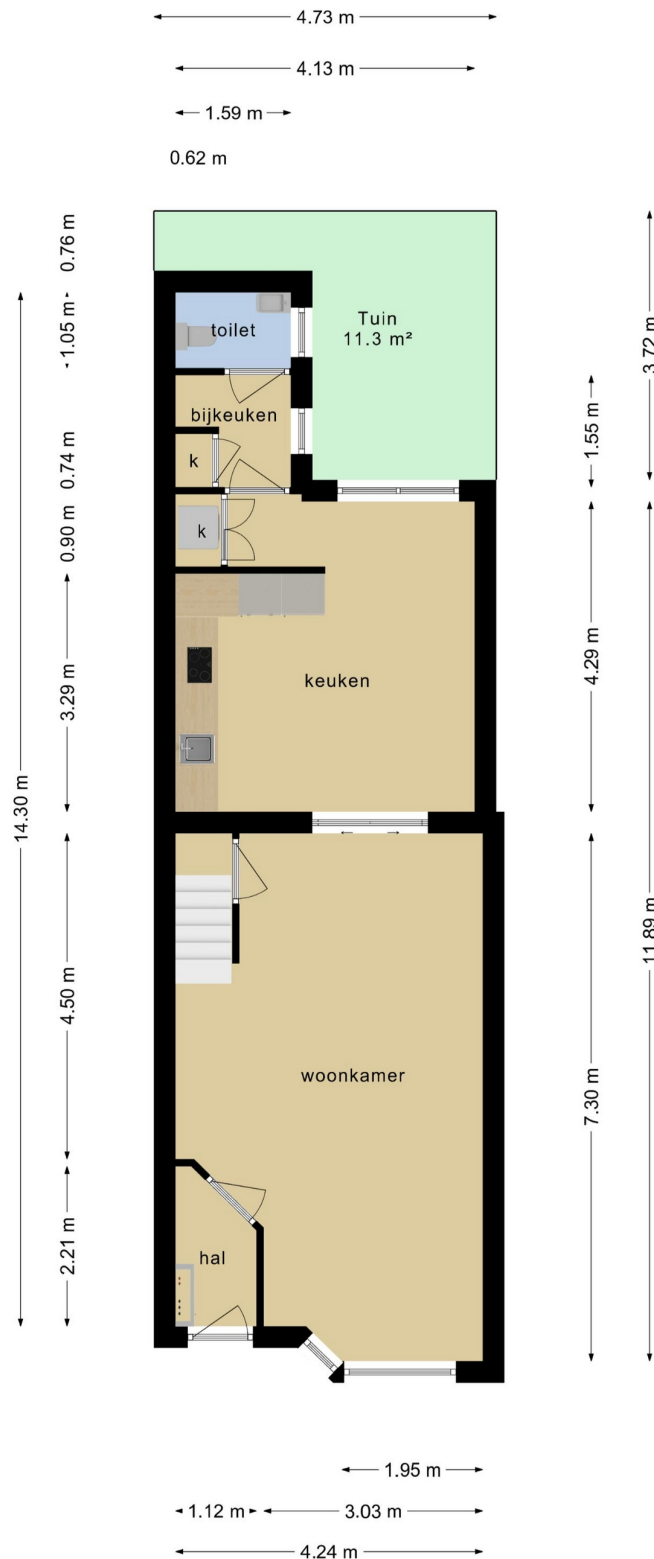 4.73 m
4.13 m
1.59 m
0.62 m
0.76 m
1.05 m
0.74 m
0.90 m
3.29 m
14.30 m
4.50 m
2.21 m
toilet
Tuin
11.3 m²
bijkeuken
k
k
keuken
woonkamer
hal
3.72 m
1.55 m
4.29 m
11.89 m
7.30 m
1.95 m
1.12 m
3.03 m
4.24 m